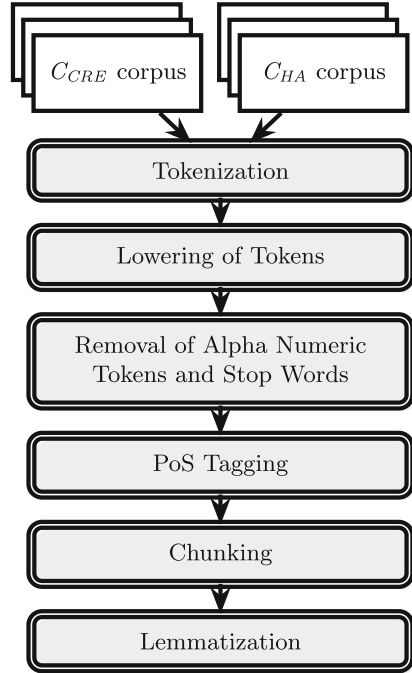 C_CRE corpus
C_HA corpus
Tokenization
Lowering of Tokens
Removal of Alpha Numeric
Tokens and Stop Words
PoS Tagging
Chunking
Lemmatization